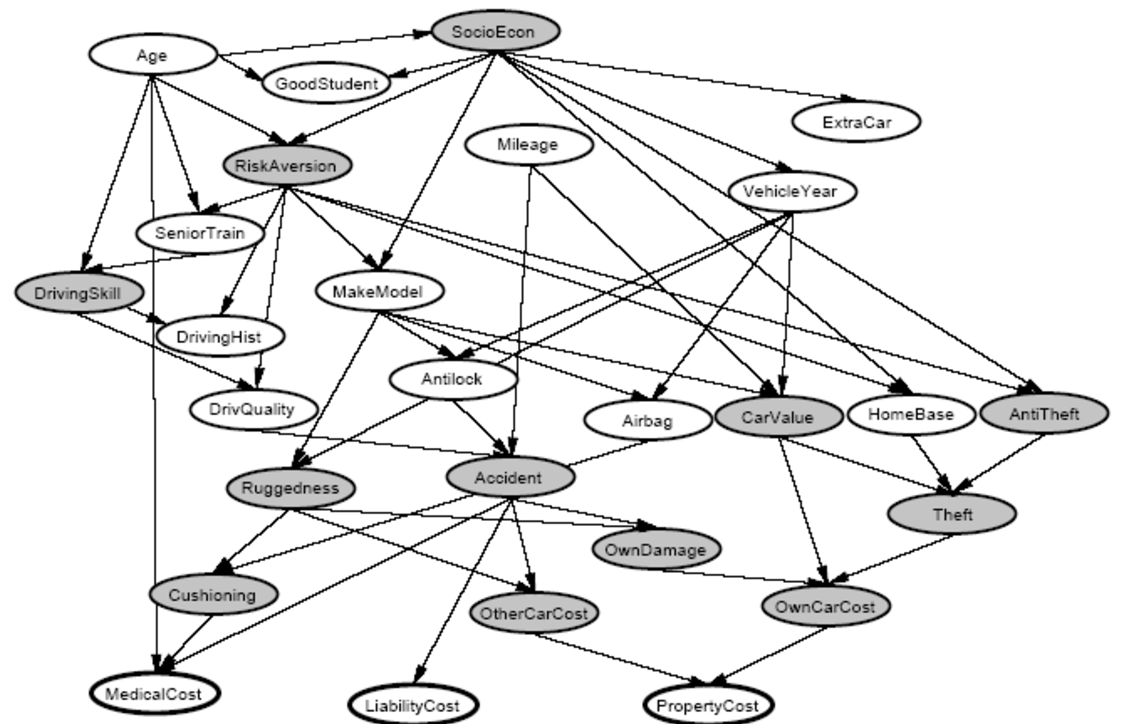 SocioEcon
Age
GoodStudent
ExtraCar
Mileage
RiskAversion
VehicleYear
SeniorTrain
DrivingSkill
MakeModel
DrivingHist
Antilock
DrivQuality
Airbag
CarValue
HomeBase
AntiTheft
Ruggedness
Accident
Theft
OwnDamage
Cushioning
OtherCarCost
OwnCarCost
MedicalCost
LiabilityCost
PropertyCost